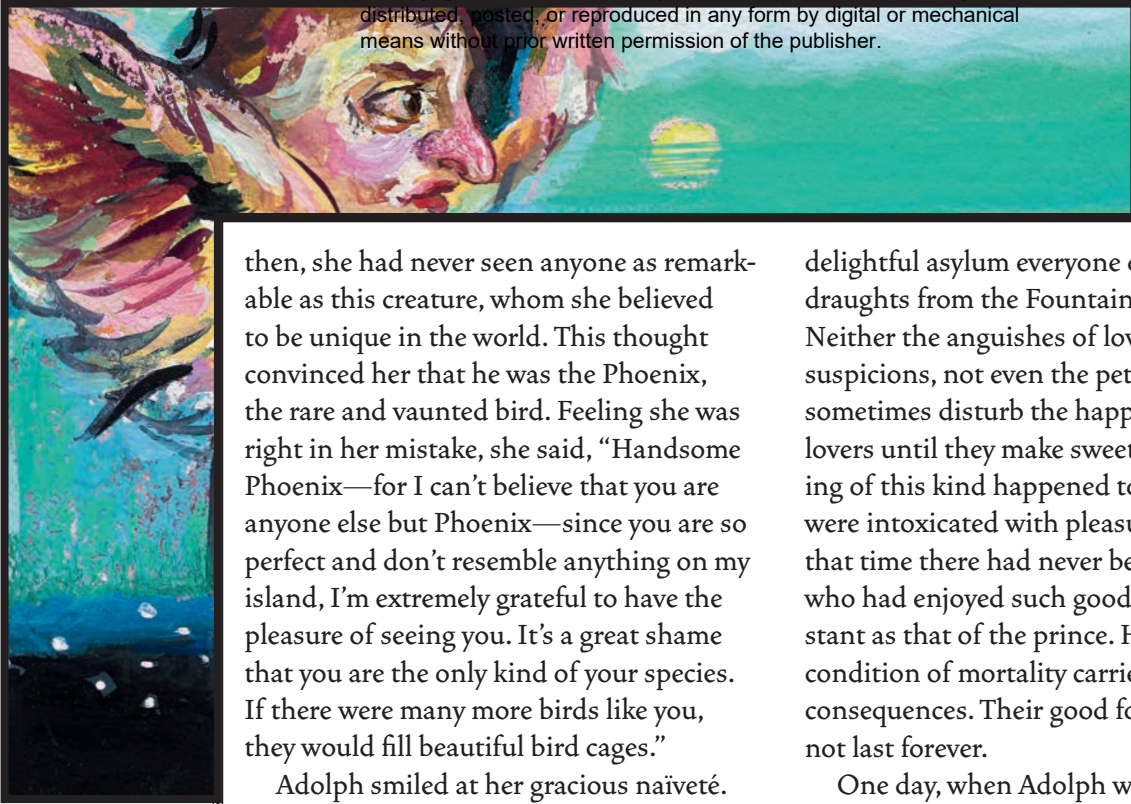 distributed, posted, or reproduced in any form by digital or mechanical
means without prior written permission of the publisher.
then, she had never seen anyone as remark-
able as this creature, whom she believed
to be unique in the world. This thought
convinced her that he was the Phoenix,
the rare and vaunted bird. Feeling she was
right in her mistake, she said, “Handsome
Phoenix—for I can’t believe that you are
anyone else but Phoenix—since you are so
perfect and don’t resemble anything on my
island, I’m extremely grateful to have the
pleasure of seeing you. It’s a great shame
that you are the only kind of your species.
If there were many more birds like you,
they would fill beautiful bird cages.”
Adolph smiled at her gracious naïveté.
delightful asylum everyone
draughts from the Fountain
Neither the anguishes of
suspicions, not even the
sometimes disturb the
lovers until they make
ing of this kind happened
were intoxicated with
that time there had never
who had enjoyed such good
stant as that of the prince.
condition of mortality
consequences. Their good
not last forever.
One day, when Adolph